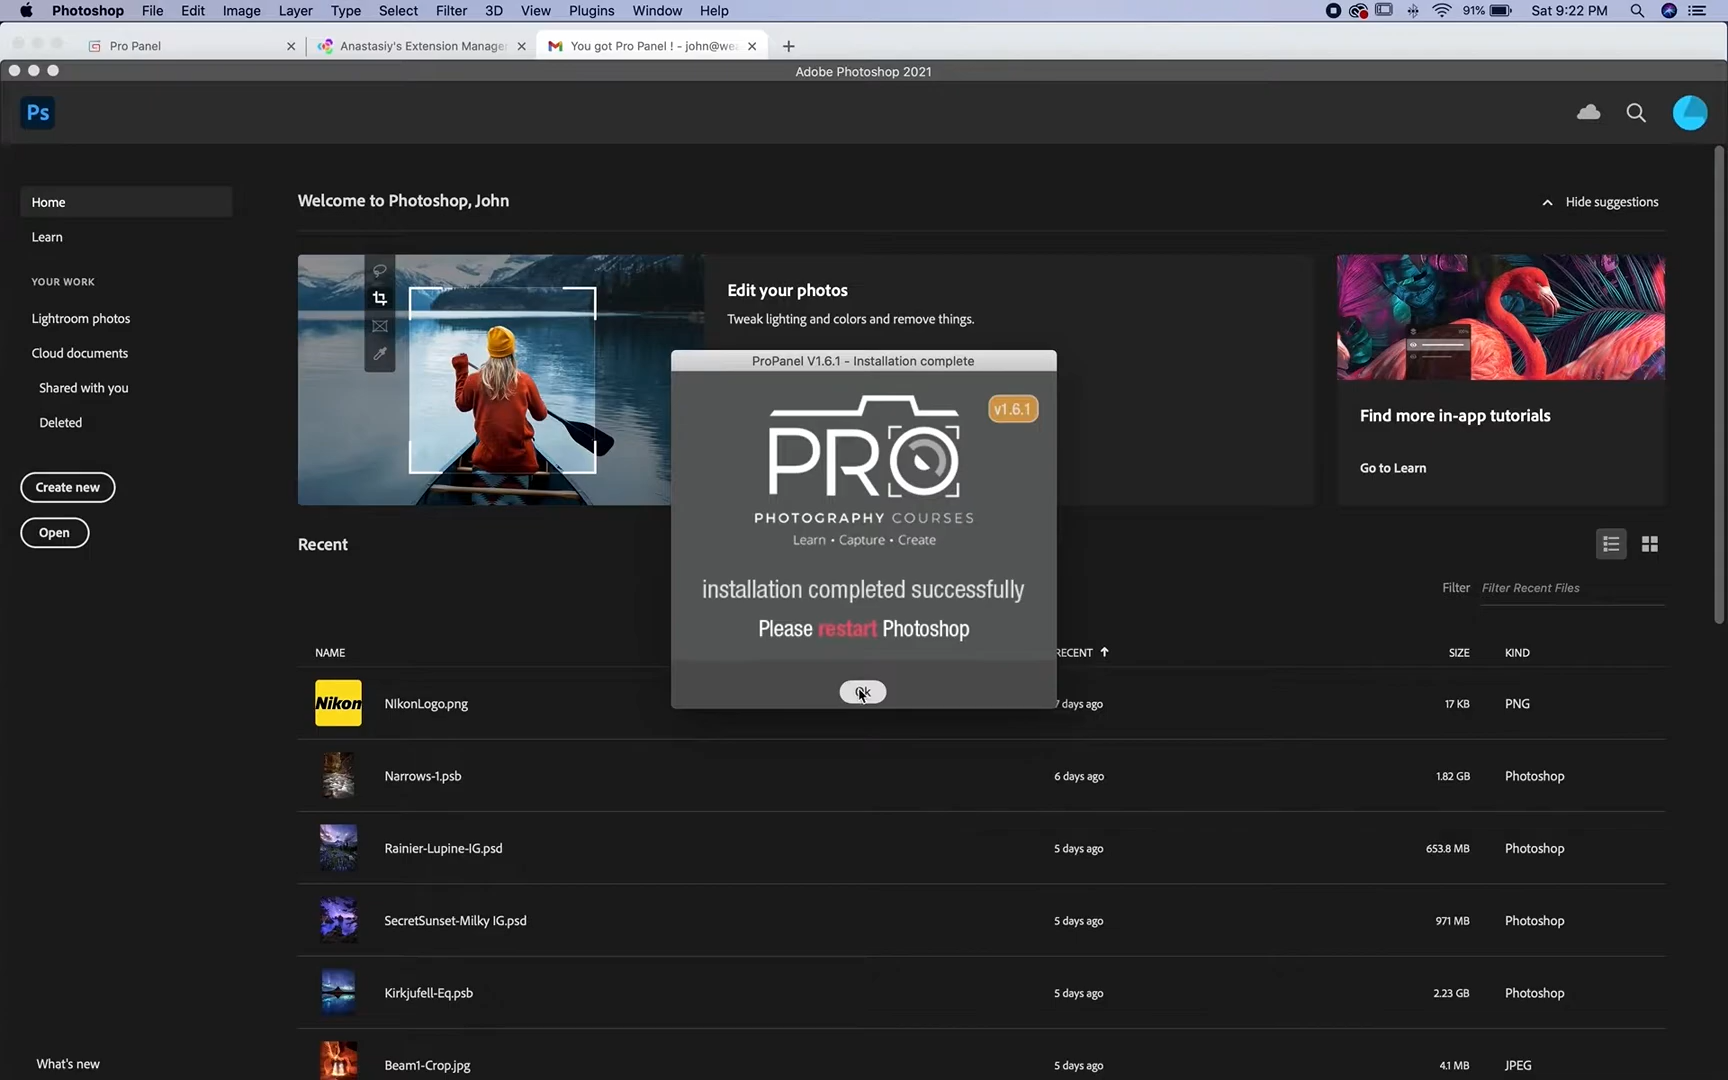 Photoshop File Edit Image Layer Type Select Filter 3D View Plugins Window Help 91% Sat 9:22 PM
Pro Panel Anastasiy's Extension Manage You got Pro Panel ! - john@we
Adobe Photoshop 2021
Ps
Home
Learn
YOUR WORK
Lightroom photos
Cloud documents
Shared with you
Deleted
Create new
Open
What's new
Welcome to Photoshop, John
Hide suggestions
Edit your photos
Tweak lighting and colors and remove things.
Find more in-app tutorials
Go to Learn
ProPanel V1.6.1 - Installation complete
v1.6.1
PRO
PHOTOGRAPHY COURSES
Learn • Capture • Create
installation completed successfully
Please restart Photoshop
Ok
Recent
Filter Filter Recent Files
NAME RECENT SIZE KIND
Nikon NIkonLogo.png 7 days ago 17 KB PNG
Narrows-1.psb 6 days ago 1.82 GB Photoshop
Rainier-Lupine-IG.psd 5 days ago 653.8 MB Photoshop
SecretSunset-Milky IG.psd 5 days ago 971 MB Photoshop
Kirkjufell-Eq.psb 5 days ago 2.23 GB Photoshop
Beam1-Crop.jpg 5 days ago 4.1 MB JPEG